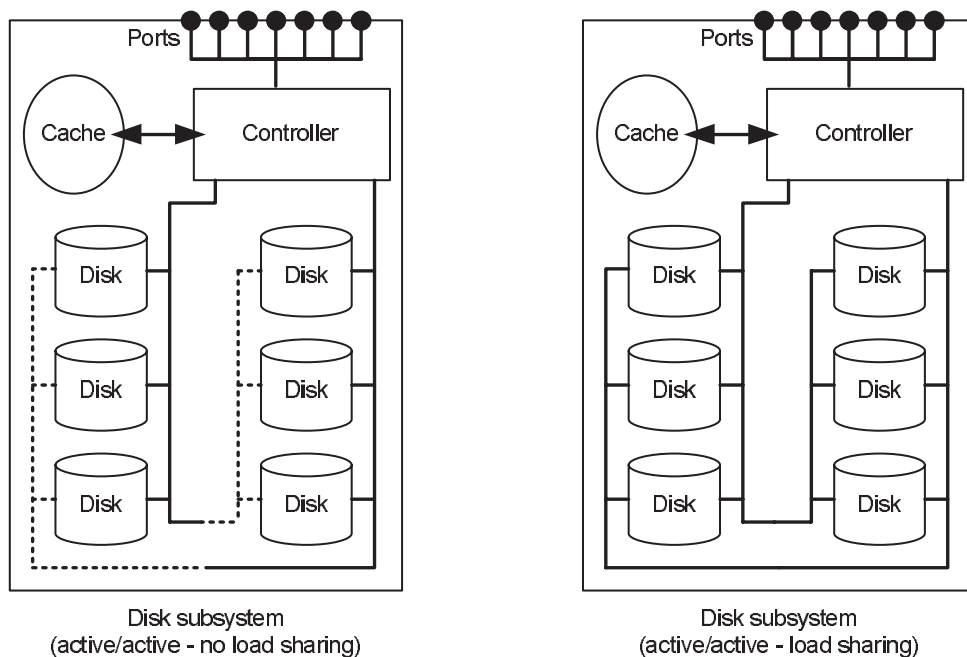 Ports
Cache
Controller
Disk
Disk
Disk
Disk
Disk
Disk
Disk subsystem
(active/active - no load sharing)
Ports
Cache
Controller
Disk
Disk
Disk
Disk
Disk
Disk
Disk subsystem
(active/active - load sharing)